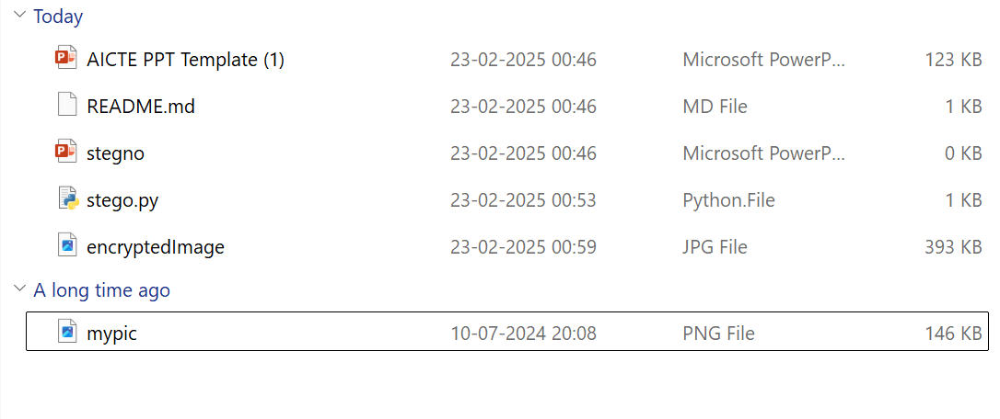 Today
AICTE PPT Template (1) 23-02-2025 00:46 Microsoft PowerP... 123 KB
README.md 23-02-2025 00:46 MD File 1 KB
stegno 23-02-2025 00:46 Microsoft PowerP... 0 KB
stego.py 23-02-2025 00:53 Python.File 1 KB
encryptedImage 23-02-2025 00:59 JPG File 393 KB
A long time ago
mypic 10-07-2024 20:08 PNG File 146 KB